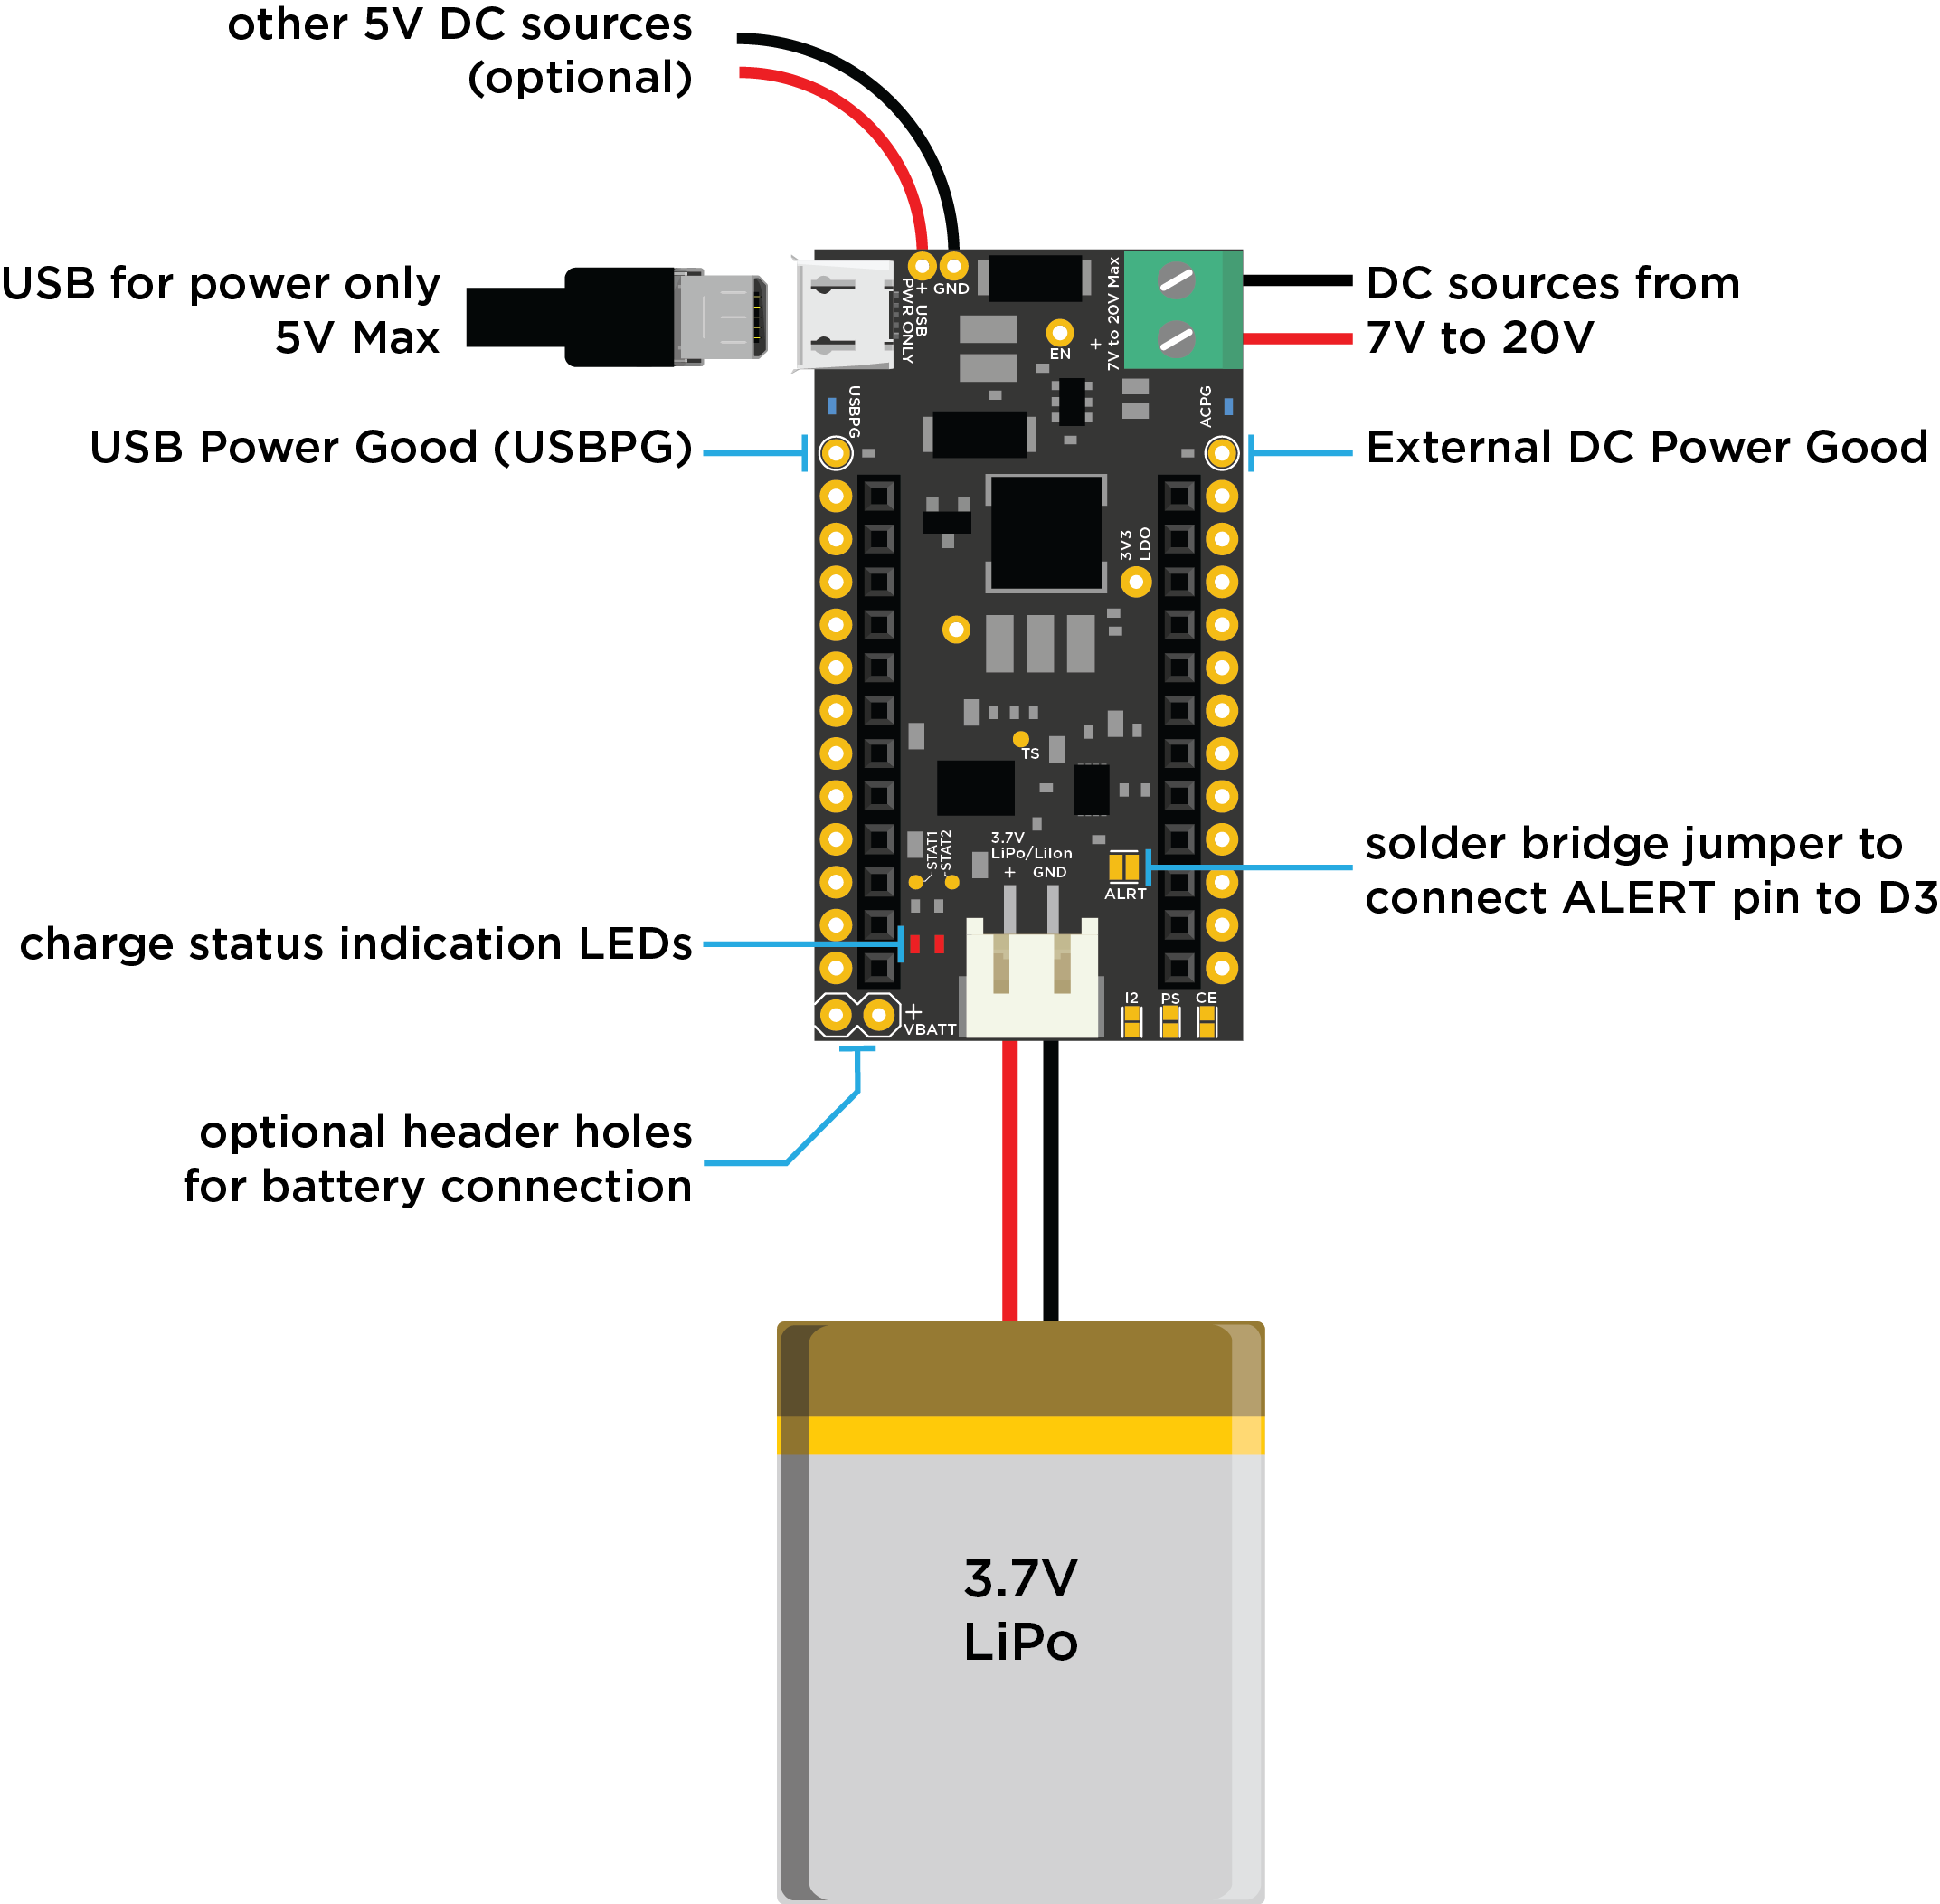 other 5V DC sources
(optional)
USB for power only
5V Max
DC sources from
7V to 20V
+ USB
PWR ONLY
GND
EN
+
7V to 20V Max
USBPG
ACPG
USB Power Good (USBPG)
External DC Power Good
3V3
LDO
TS
STAT1
STAT2
3.7V
LiPo/LiIon
+ GND
ALRT
solder bridge jumper to
connect ALERT pin to D3
charge status indication LEDs
+
VBATT
I2 PS CE
optional header holes
for battery connection
3.7V
LiPo